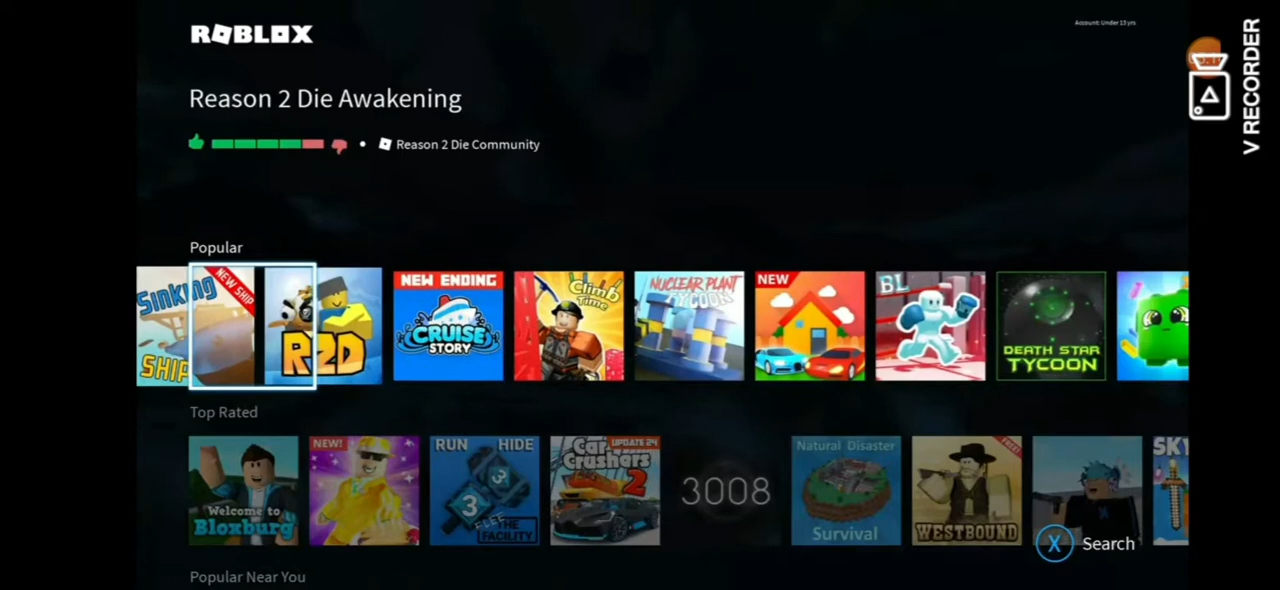 ROBLOX
Account: Under 13 yrs
V RECORDER
Reason 2 Die Awakening
Reason 2 Die Community
Popular
Sinking
SHIP
NEW SHIP
R2D
NEW ENDING
CRUISE
STORY
Climb
Time
NUCLEAR PLANT
TYCOON
NEW
BL
DEATH STAR
TYCOON
Top Rated
Welcome to
Bloxburg
NEW!
RUN HIDE
3
3
FLEE
THE
FACILITY
UPDATE 24
Car
Crushers
2
3008
Natural Disaster
Survival
WESTBOUND
SKY
X Search
Popular Near You